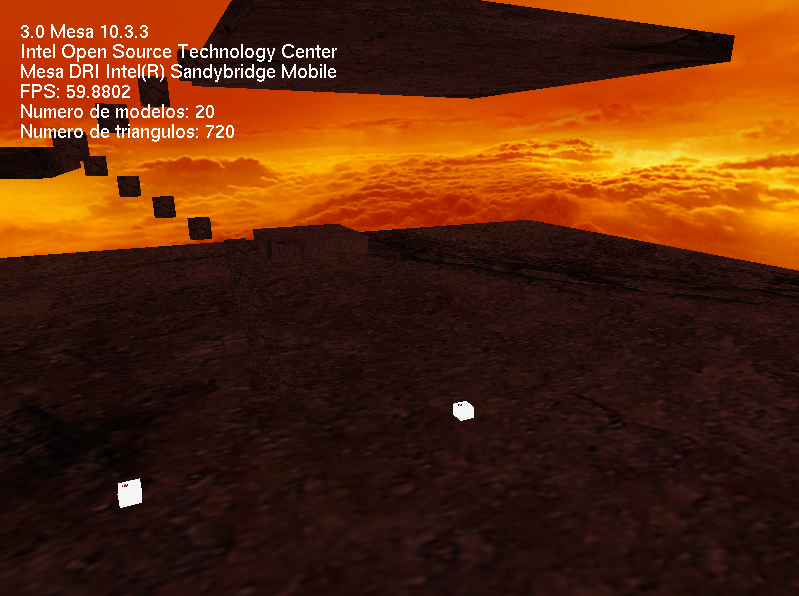 3.0 Mesa 10.3.3
Intel Open Source Technology Center
Mesa DRI Intel(R) Sandybridge Mobile
FPS: 59.8802
Numero de modelos: 20
Numero de triangulos: 720